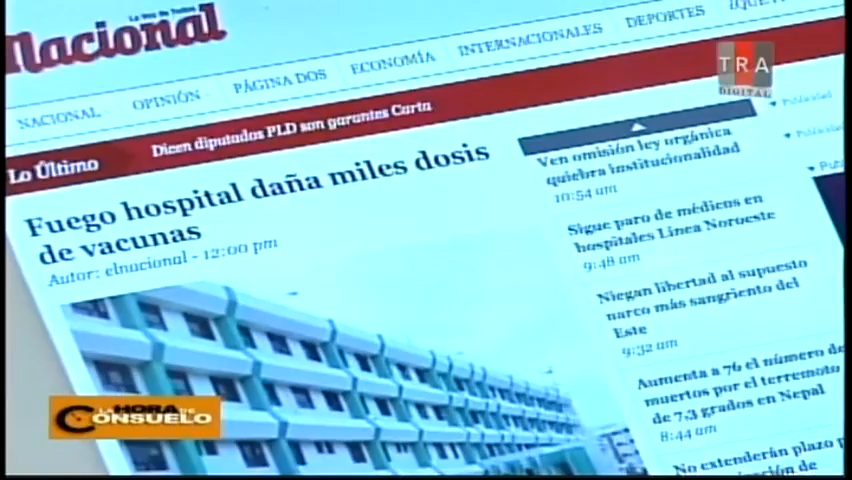 La Voz de Todos
Nacional
NACIONAL OPINIÓN PÁGINA DOS ECONOMÍA INTERNACIONALES DEPORTES
TRA
DIGITAL
Lo Último Dicen diputados PLD son garantes Carta
Fuego hospital daña miles dosis
de vacunas
Autor: elnacional - 12:00 pm
Ven omisión ley orgánica
quiebra institucionalidad
10:54 am
Sigue paro de médicos en
hospitales Línea Noroeste
9:48 am
Niegan libertad al supuesto
narco más sangriento del
Este
9:32 am
Aumenta a 76 el número de
muertos por el terremoto
de 7,3 grados en Nepal
8:44 am
No extenderán plazo
de
Publicidad
LA HORA DE
CONSUELO